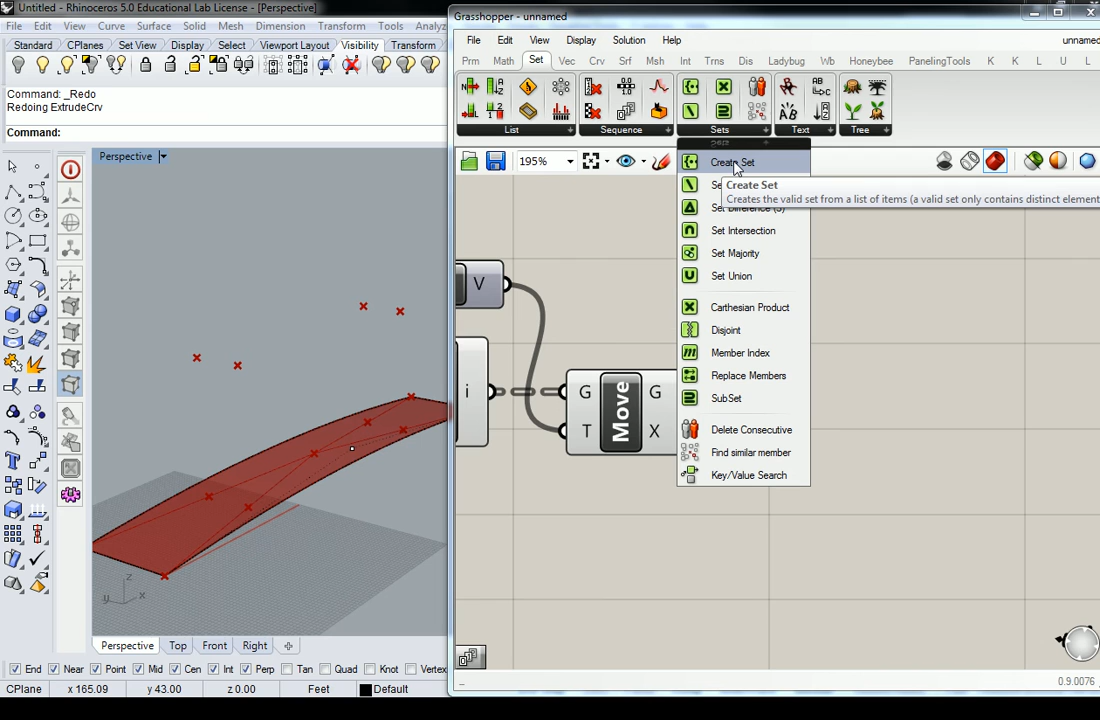 Untitled - Rhinoceros 5.0 Educational Lab License - [Perspective]
File Edit View Curve Surface Solid Mesh Dimension Transform Tools Analyz
Standard CPlanes Set View Display Select Viewport Layout Visibility Transform
Command: _Redo
Redoing ExtrudeCrv
Command:
Perspective
z
y x
Perspective Top Front Right
End Near Point Mid Cen Int Perp Tan Quad Knot Vertex
CPlane x 165.09 y 43.00 z 0.00 Feet Default
Grasshopper - unnamed
File Edit View Display Solution Help unnamed
Prm Math Set Vec Crv Srf Msh Int Trns Dis Ladybug Wb Honeybee PanelingTools K K L U L
List Sequence Sets Text Tree
195%
Create Set
Create Set
Creates the valid set from a list of items (a valid set only contains distinct element
Set Intersection
Set Majority
Set Union
Carthesian Product
Disjoint
Member Index
Replace Members
SubSet
Delete Consecutive
Find similar member
Key/Value Search
V
i
G Move G
T X
0.9.0076